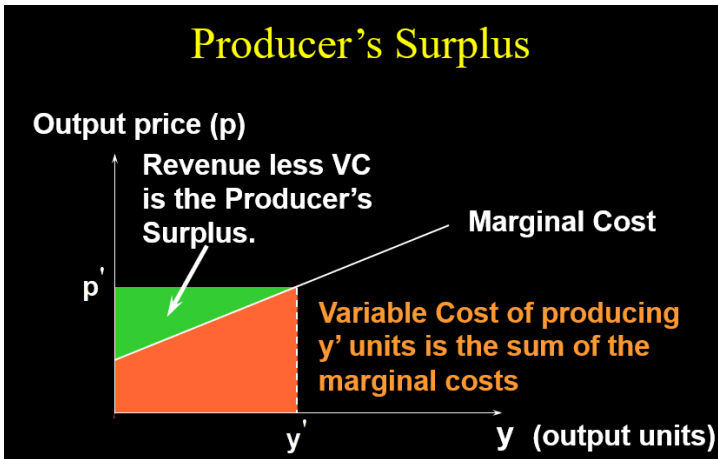 Producer’s Surplus
Output price (p)
Revenue less VC
is the Producer’s
Surplus.
Marginal Cost
p'
Variable Cost of producing
y’ units is the sum of the
marginal costs
y'
y (output units)